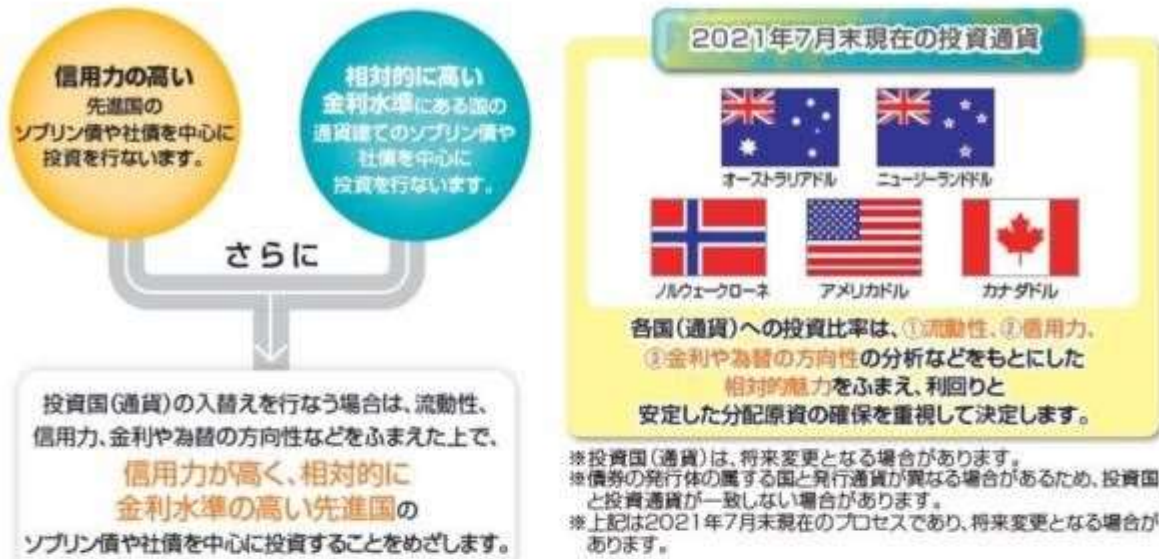 信用力の高い
先進国の
ソブリン債や社債を中心に
投資を行ないます。
相対的に高い
金利水準にある国の
通貨建てのソブリン債や
社債を中心に
投資を行ないます。
さらに
投資国(通貨)の入替えを行なう場合は、流動性、
信用力、金利や為替の方向性などをふまえた上で、
信用力が高く、相対的に
金利水準の高い先進国の
ソブリン債や社債を中心に投資することをめざします。
2021年7月末現在の投資通貨
オーストラリアドル
ニュージーランドドル
ノルウェークローネ
アメリカドル
カナダドル
各国(通貨)への投資比率は、①流動性、②信用力、
③金利や為替の方向性の分析などをもとにした
相対的魅力をふまえ、利回りと
安定した分配原資の確保を重視して決定します。
※投資国(通貨)は、将来変更となる場合があります。
※債券の発行体の属する国と発行通貨が異なる場合があるため、投資国
と投資通貨が一致しない場合があります。
※上記は2021年7月末現在のプロセスであり、将来変更となる場合が
あります。